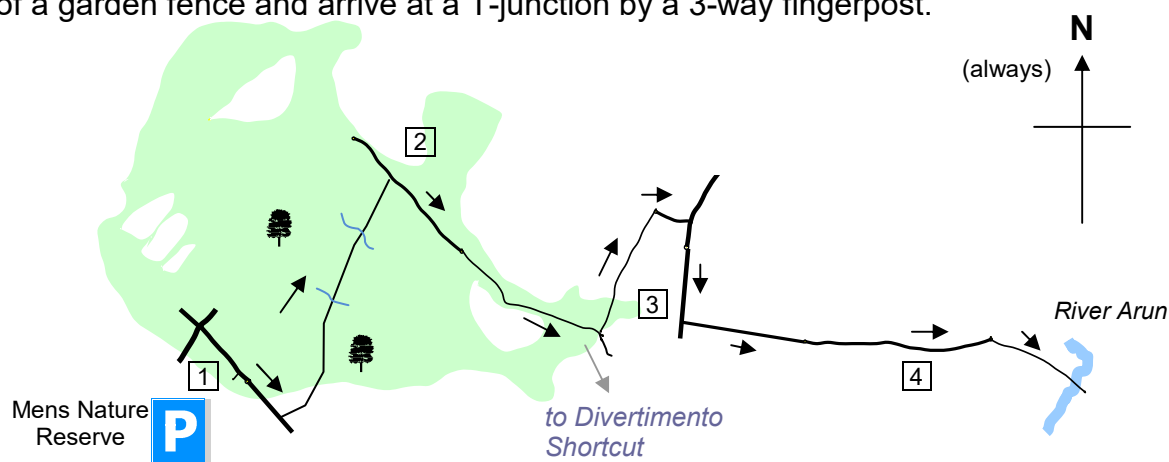 of a garden fence and arrive at a T-junction by a 3-way fingerpost.
N
(always)
2
3
River Arun
1
4
Mens Nature
Reserve
P
to Divertimento
Shortcut